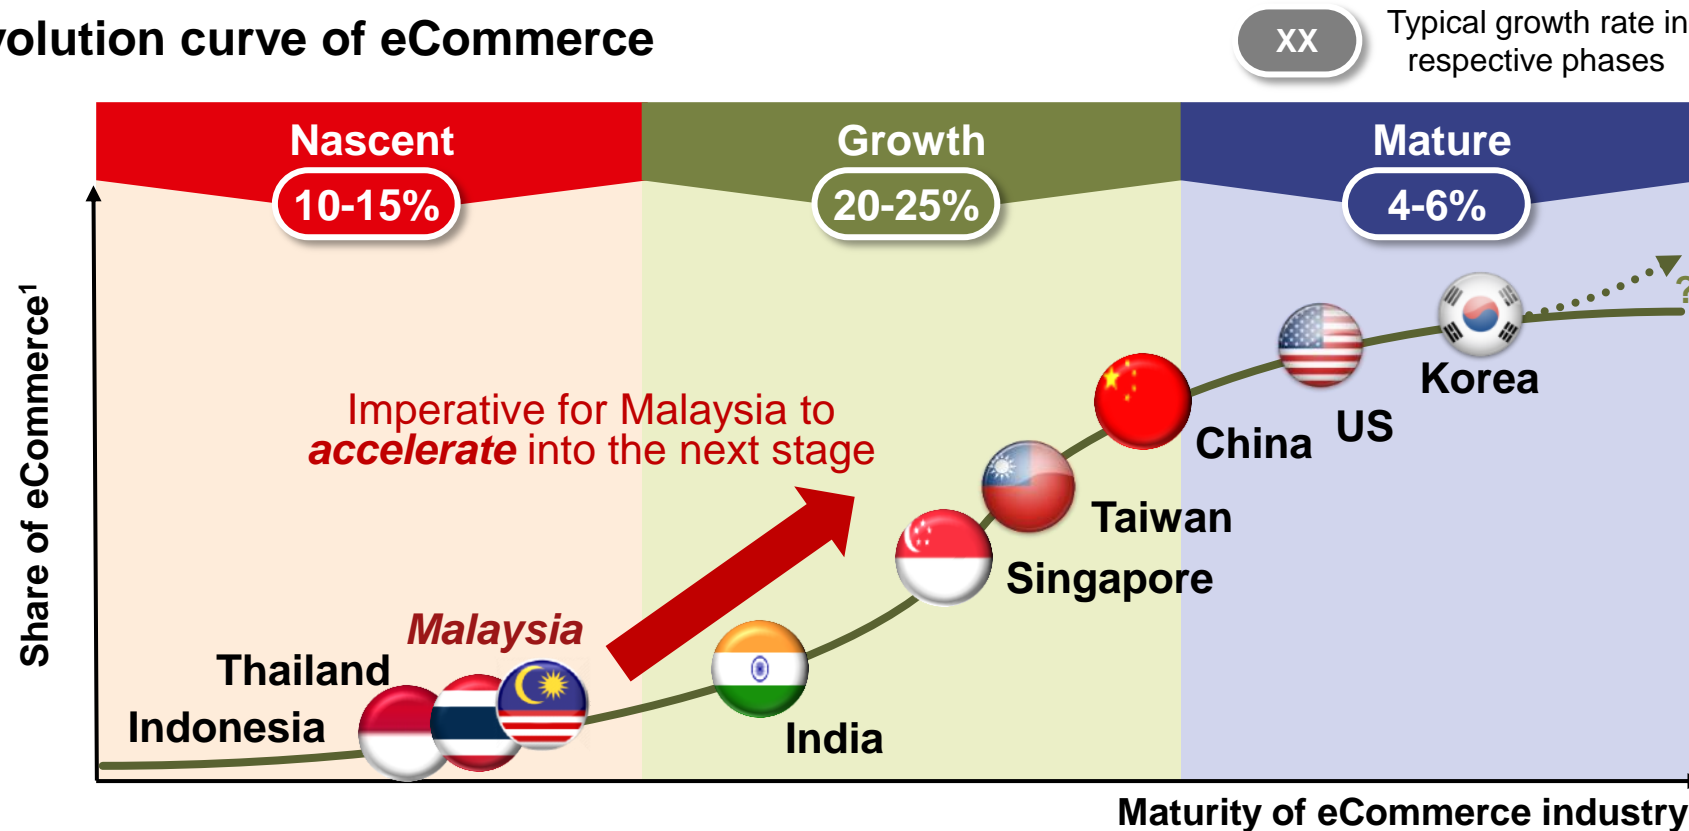 volution curve of eCommerce
XX
Typical growth rate in
respective phases
Nascent
Growth
Mature
10-15%
20-25%
4-6%
Share of eCommerce¹
Imperative for Malaysia to
accelerate into the next stage
?
Korea
US
China
Taiwan
Singapore
Malaysia
Thailand
Indonesia
India
Maturity of eCommerce industry